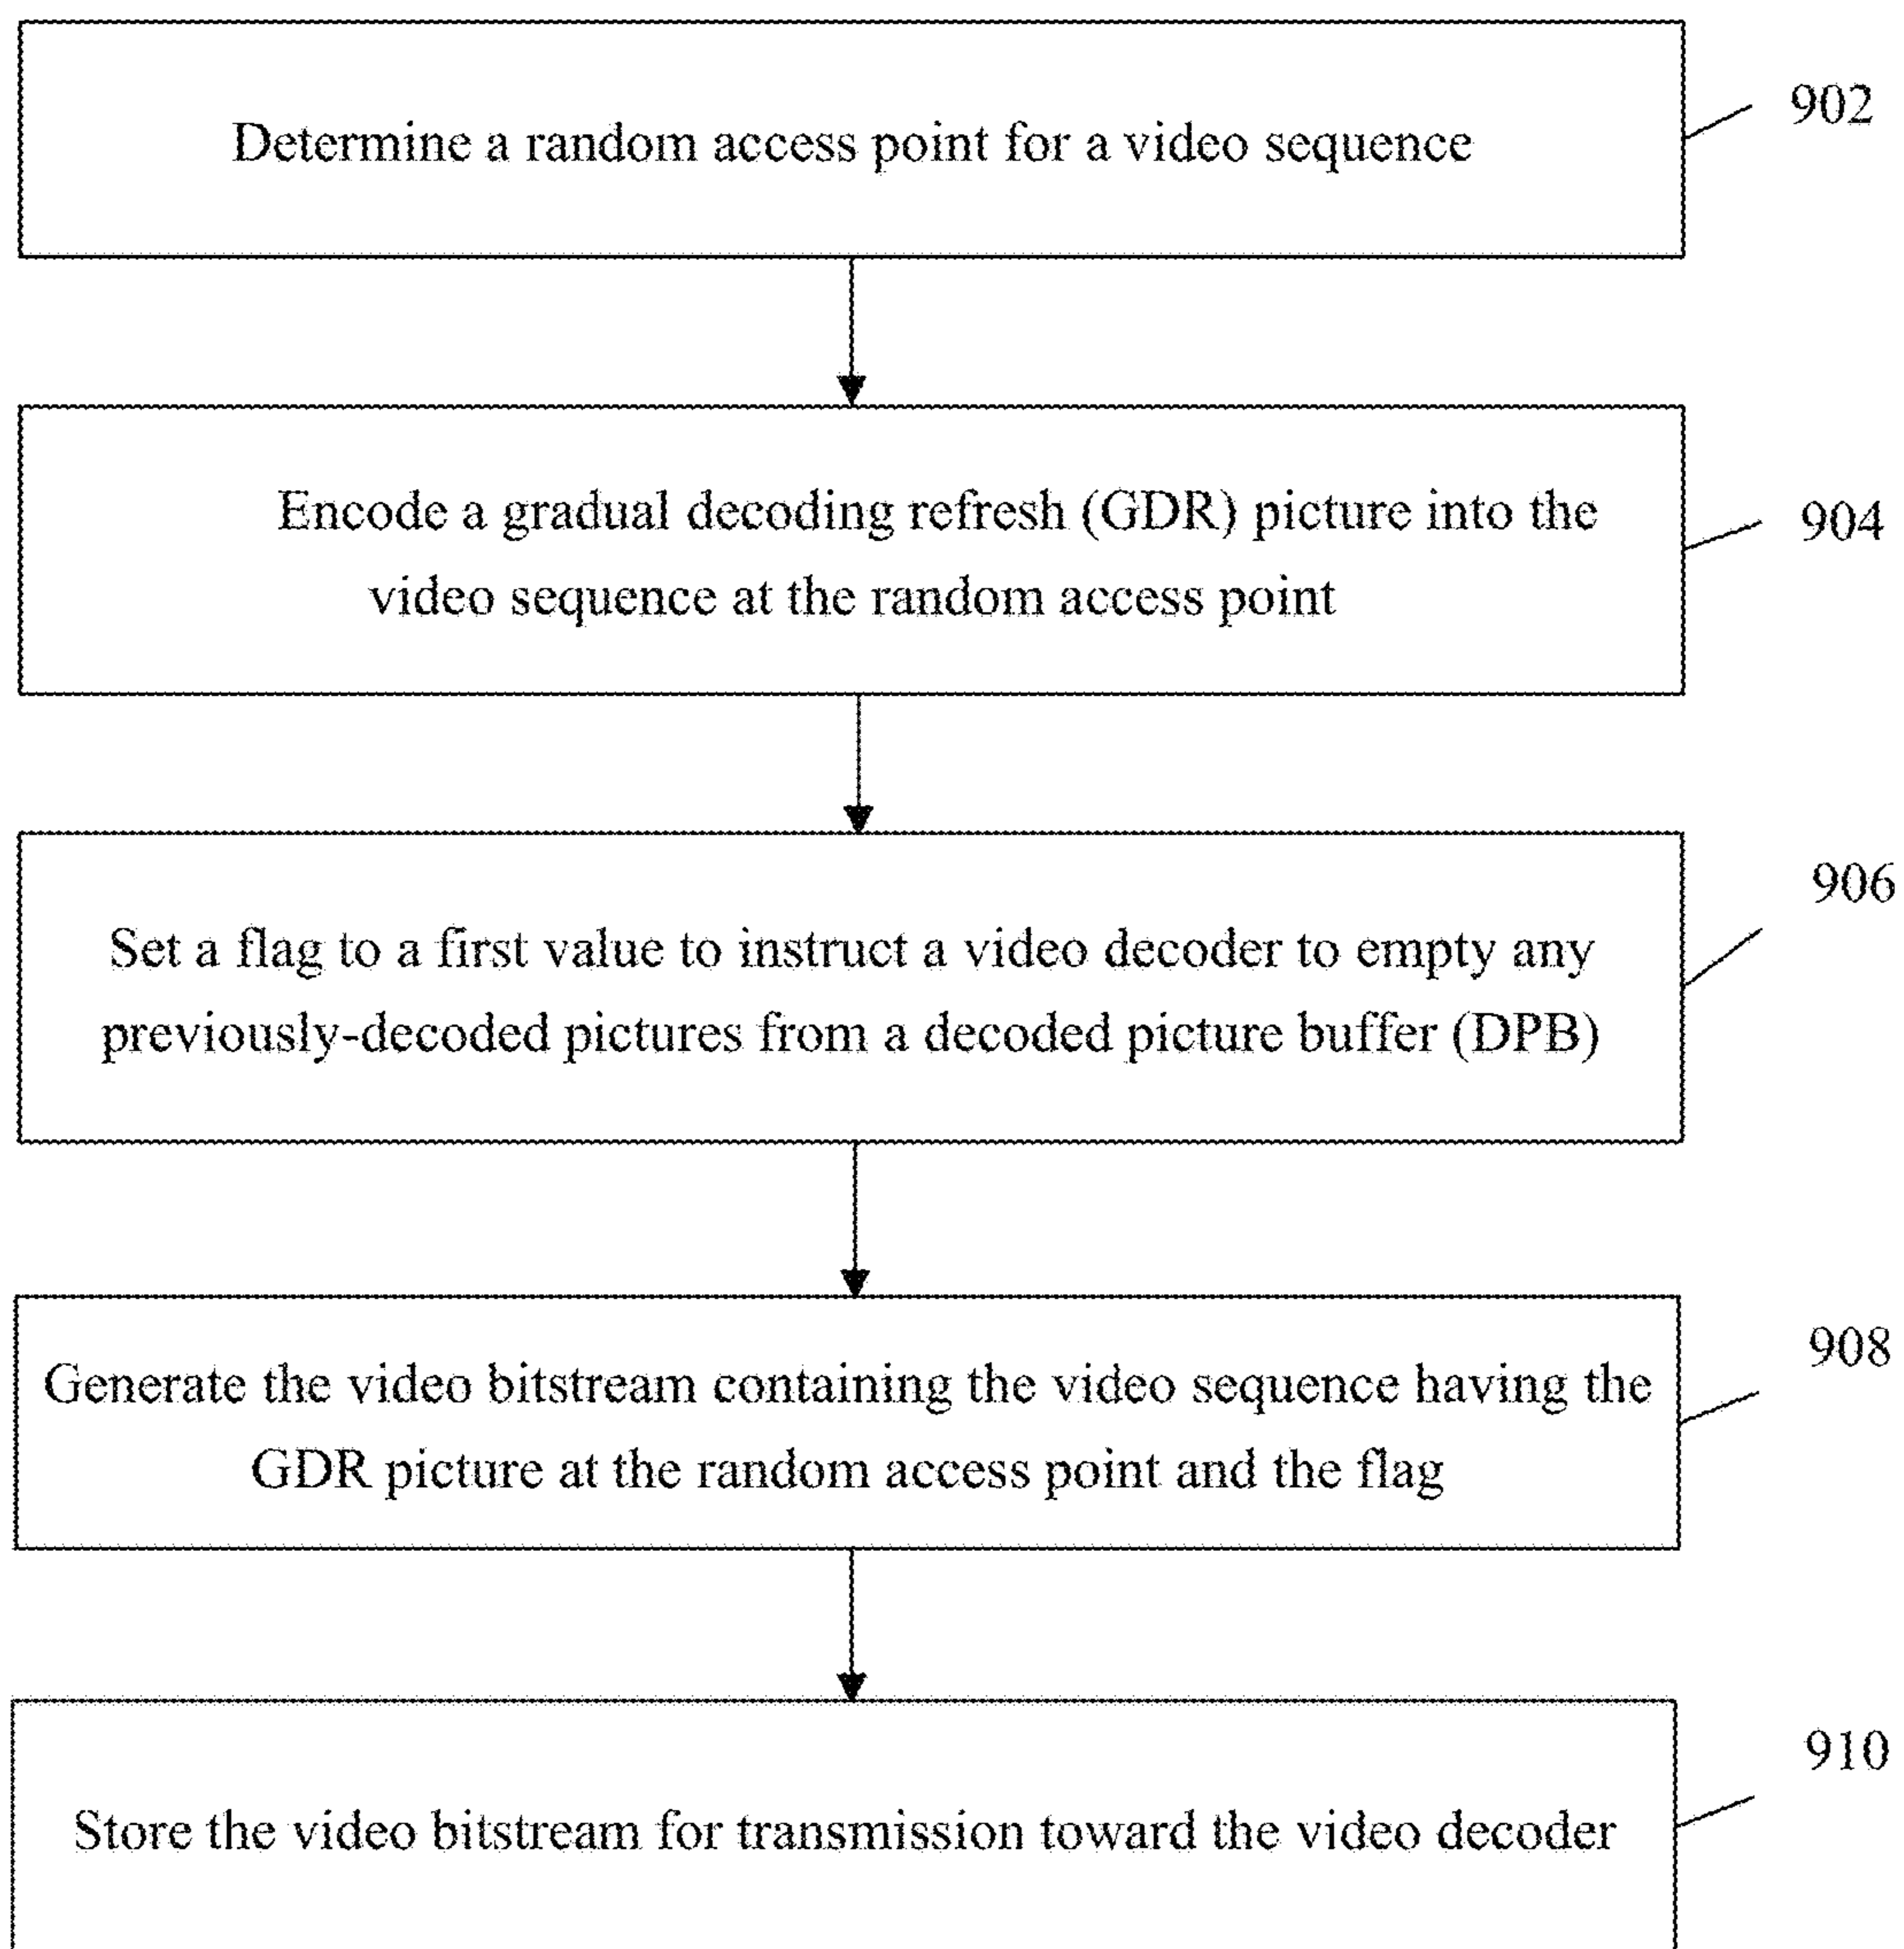 Determine a random access point for a video sequence
902
Encode a gradual decoding refresh (GDR) picture into the
video sequence at the random access point
904
Set a flag to a first value to instruct a video decoder to empty any
previously-decoded pictures from a decoded picture buffer (DPB)
906
Generate the video bitstream containing the video sequence having the
GDR picture at the random access point and the flag
908
Store the video bitstream for transmission toward the video decoder
910